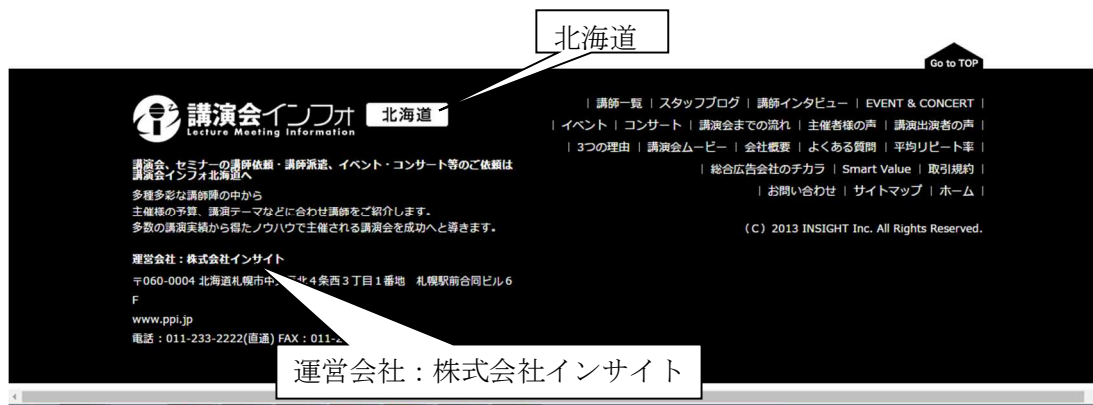 北海道
Go to TOP
講演会インフォ 北海道
Lecture Meeting Information
講演会、セミナーの講師依頼・講師派遣、イベント・コンサート等のご依頼は
講演会インフォ北海道へ
多種多彩な講師陣の中から
主催様の予算、講演テーマなどに合わせ講師をご紹介します。
多数の講演実績から得たノウハウで主催される講演会を成功へと導きます。
運営会社：株式会社インサイト
〒060-0004 北海道札幌市中 北４条西３丁目１番地　札幌駅前合同ビル６
F
www.ppi.jp
電話：011-233-2222(直通) FAX：011-2
運営会社：株式会社インサイト
| 講師一覧 | スタッフブログ | 講師インタビュー | EVENT & CONCERT |
| イベント | コンサート | 講演会までの流れ | 主催者様の声 | 講演出演者の声 |
| 3つの理由 | 講演会ムービー | 会社概要 | よくある質問 | 平均リピート率 |
| 総合広告会社のチカラ | Smart Value | 取引規約 |
| お問い合わせ | サイトマップ | ホーム |
(C) 2013 INSIGHT Inc. All Rights Reserved.